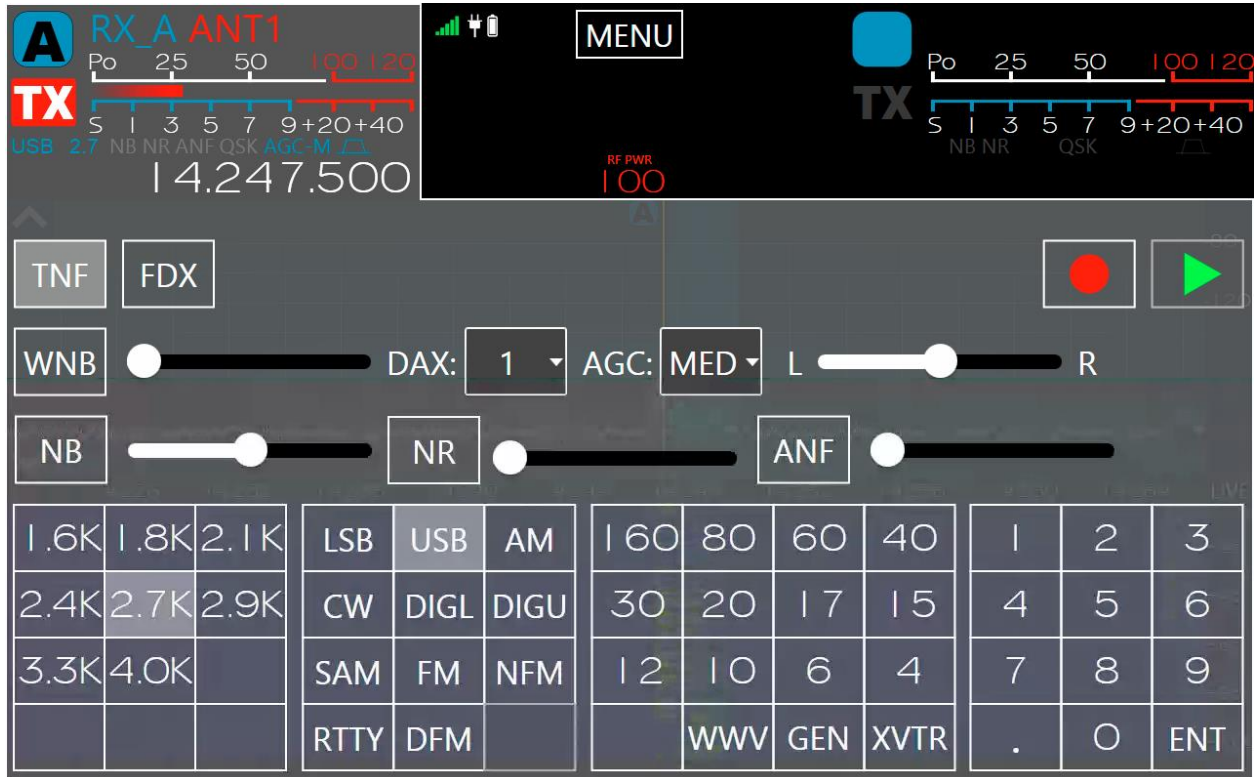 A RX_A ANT1 MENU
Po 25 50 100 120 Po 25 50 100 120
TX TX
S 1 3 5 7 9 +20 +40 S 1 3 5 7 9 +20 +40
USB 2.7 NB NR ANF QSK AGC-M NB NR QSK
14.247.500
RF PWR
100
A
-80
TNF FDX
-120
WNB DAX: 1 AGC: MED L R
NB NR ANF
LIVE
1.6K 1.8K 2.1K LSB USB AM 160 80 60 40 1 2 3
2.4K 2.7K 2.9K CW DIGL DIGU 30 20 17 15 4 5 6
3.3K 4.0K SAM FM NFM 12 10 6 4 7 8 9
RTTY DFM WWV GEN XVTR . 0 ENT